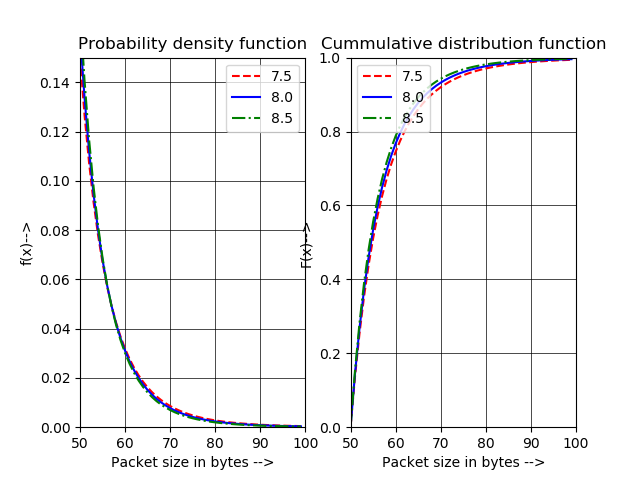 Probability density function
0.14
0.12
0.10
0.08
0.06
0.04
0.02
0.00
f(x)-->
50 60 70 80 90 100
Packet size in bytes -->
7.5
8.0
8.5
Cummulative distribution function
1.0
0.8
0.6
0.4
0.2
0.0
F(x)-->
50 60 70 80 90 100
Packet size in bytes -->
7.5
8.0
8.5